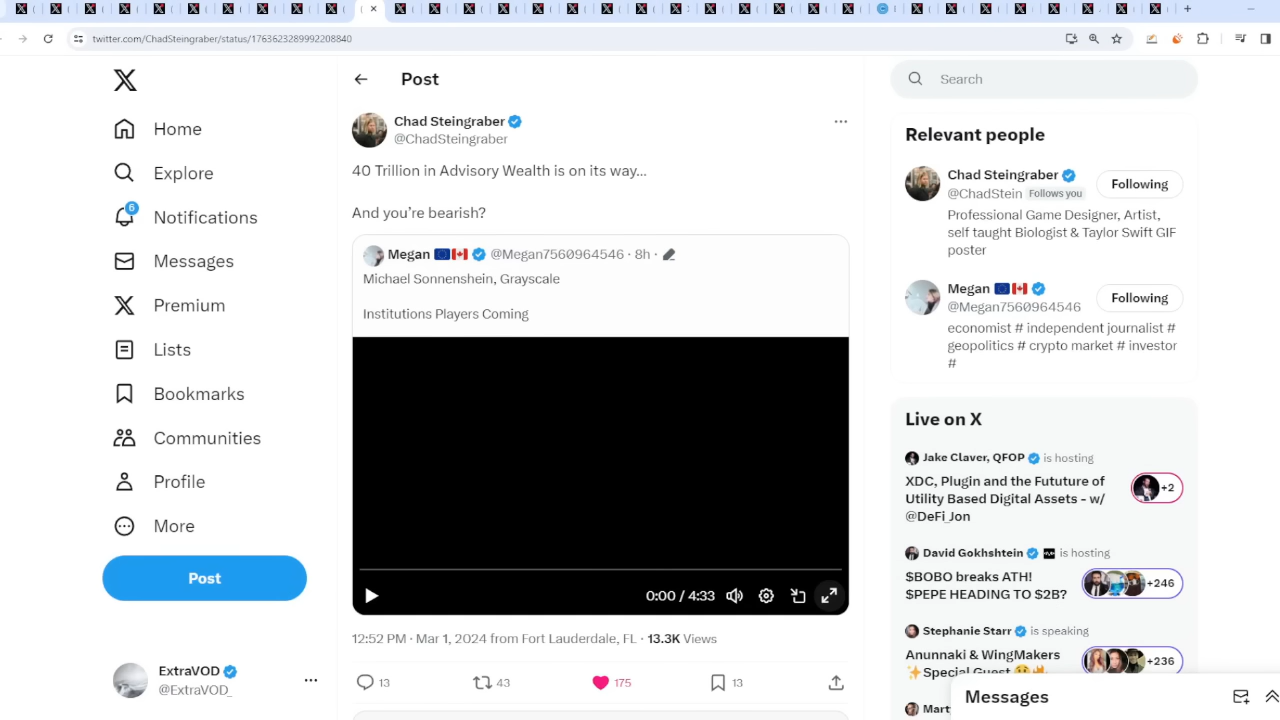 twitter.com/ChadSteingraber/status/1763623289992208840
Home
Explore
6
Notifications
Messages
Premium
Lists
Bookmarks
Communities
Profile
More
Post
ExtraVOD
@ExtraVOD_
Post
Chad Steingraber
@ChadSteingraber
40 Trillion in Advisory Wealth is on its way...
And you're bearish?
Megan 🇪🇺🇨🇦 @Megan7560964546 · 8h ·
Michael Sonnenshein, Grayscale
Institutions Players Coming
0:00 / 4:33
12:52 PM · Mar 1, 2024 from Fort Lauderdale, FL · 13.3K Views
13 43 175 13
Search
Relevant people
Chad Steingraber
@ChadStein Follows you
Following
Professional Game Designer, Artist,
self taught Biologist & Taylor Swift GIF
poster
Megan 🇪🇺🇨🇦
@Megan7560964546
Following
economist # independent journalist #
geopolitics # crypto market # investor
#
Live on X
Jake Claver, QFOP is hosting
XDC, Plugin and the Fututure of
Utility Based Digital Assets - w/
@DeFi_Jon
+2
David Gokhshtein is hosting
$BOBO breaks ATH!
$PEPE HEADING TO $2B?
+246
Stephanie Starr is speaking
Anunnaki & WingMakers
✨Special Guest
+236
Mart
Messages